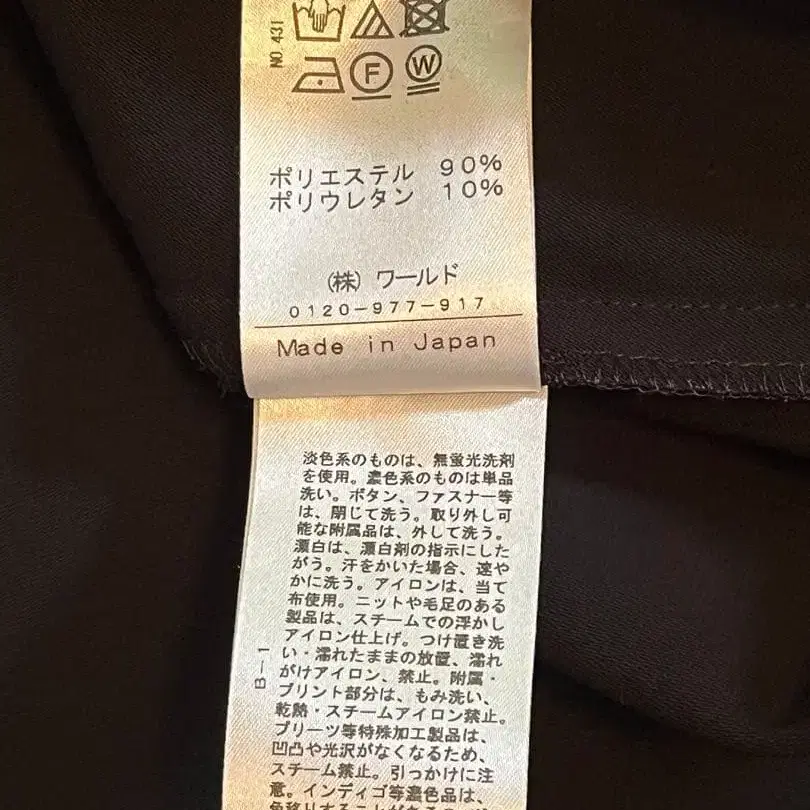 NO.431
F
W
ポリエステル 90%
ポリウレタン 10%
(株) ワールド
0120-977-917
Made in Japan
淡色系のものは、無蛍光洗剤
を使用。濃色系のものは単品
洗い。ボタン、ファスナー等
は、閉じて洗う。取り外し可
能な附属品は、外して洗う。
漂白は、漂白剤の指示にした
がう。汗をかいた場合、速や
かに洗う。アイロンは、当て
布使用。ニットや毛足のある
製品は、スチームでの浮かし
アイロン仕上げ。つけ置き洗
い・濡れたままの放置、濡れ
がけアイロン、禁止。附属・
プリント部分は、もみ洗い、
乾熱・スチームアイロン禁止。
プリーツ等特殊加工製品は、
凹凸や光沢がなくなるため、
スチーム禁止。引っかけに注
意。インディゴ等濃色品は、
B-1